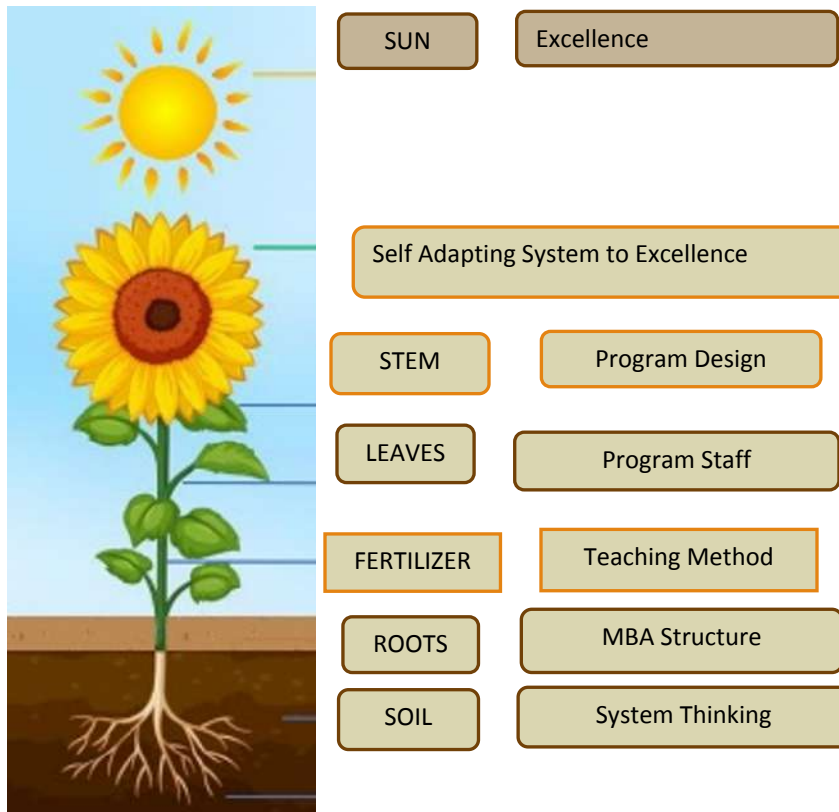 SUN Excellence
Self Adapting System to Excellence
STEM Program Design
LEAVES Program Staff
FERTILIZER Teaching Method
ROOTS MBA Structure
SOIL System Thinking